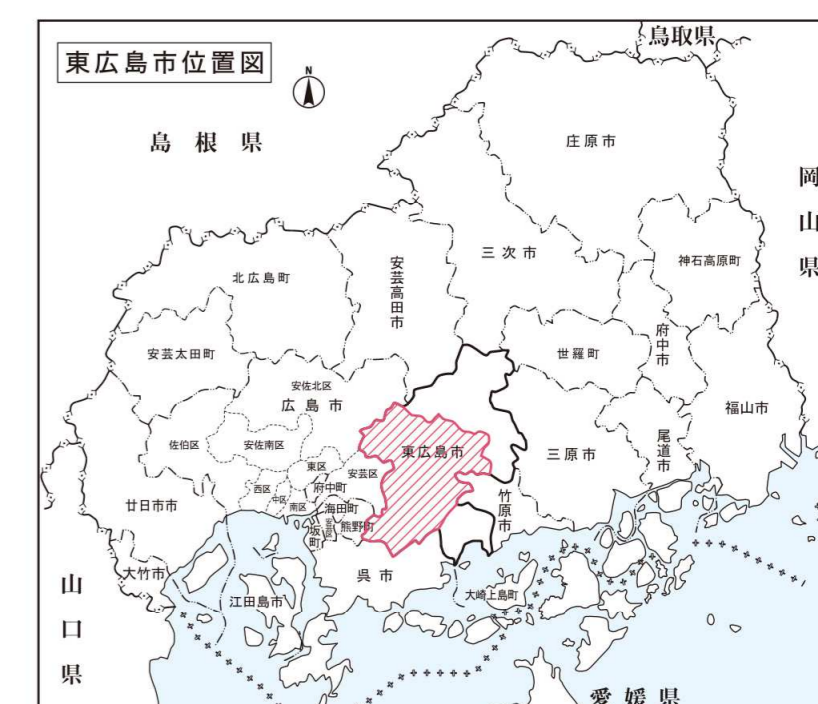 東広島市位置図
N
鳥取県
島根県
庄原市
岡山県
三次市
神石高原町
安芸高田市
北広島町
府中市
安芸太田町
世羅町
安佐北区
広島市
福山市
佐伯区
安佐南区
東広島市
三原市
尾道市
東区
安芸区
西区
中区
南区
府中町
竹原市
廿日市市
海田町
安芸区
熊野町
坂町
大竹市
呉市
山口県
江田島市
大崎上島町
愛媛県